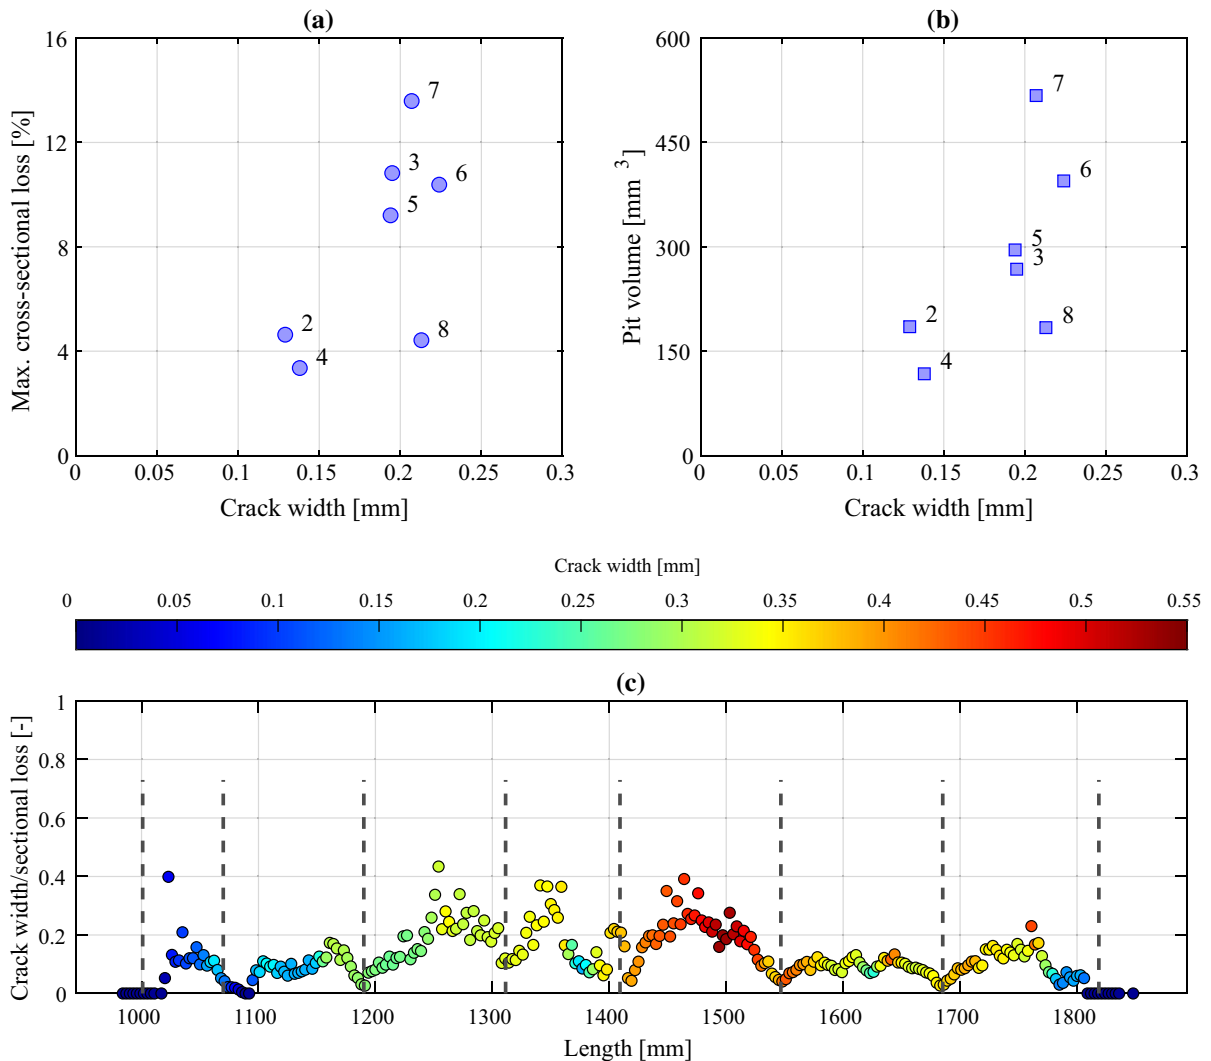 (a)
Max. cross-sectional loss [%]
16
12
8
4
0
7
3
6
5
2
8
4
0 0.05 0.1 0.15 0.2 0.25 0.3
Crack width [mm]
(b)
Pit volume [mm 3]
600
450
300
150
0
7
6
5
3
2
8
4
0 0.05 0.1 0.15 0.2 0.25 0.3
Crack width [mm]
Crack width [mm]
0 0.05 0.1 0.15 0.2 0.25 0.3 0.35 0.4 0.45 0.5 0.55
(c)
Crack width/sectional loss [-]
1
0.8
0.6
0.4
0.2
0
1000 1100 1200 1300 1400 1500 1600 1700 1800
Length [mm]